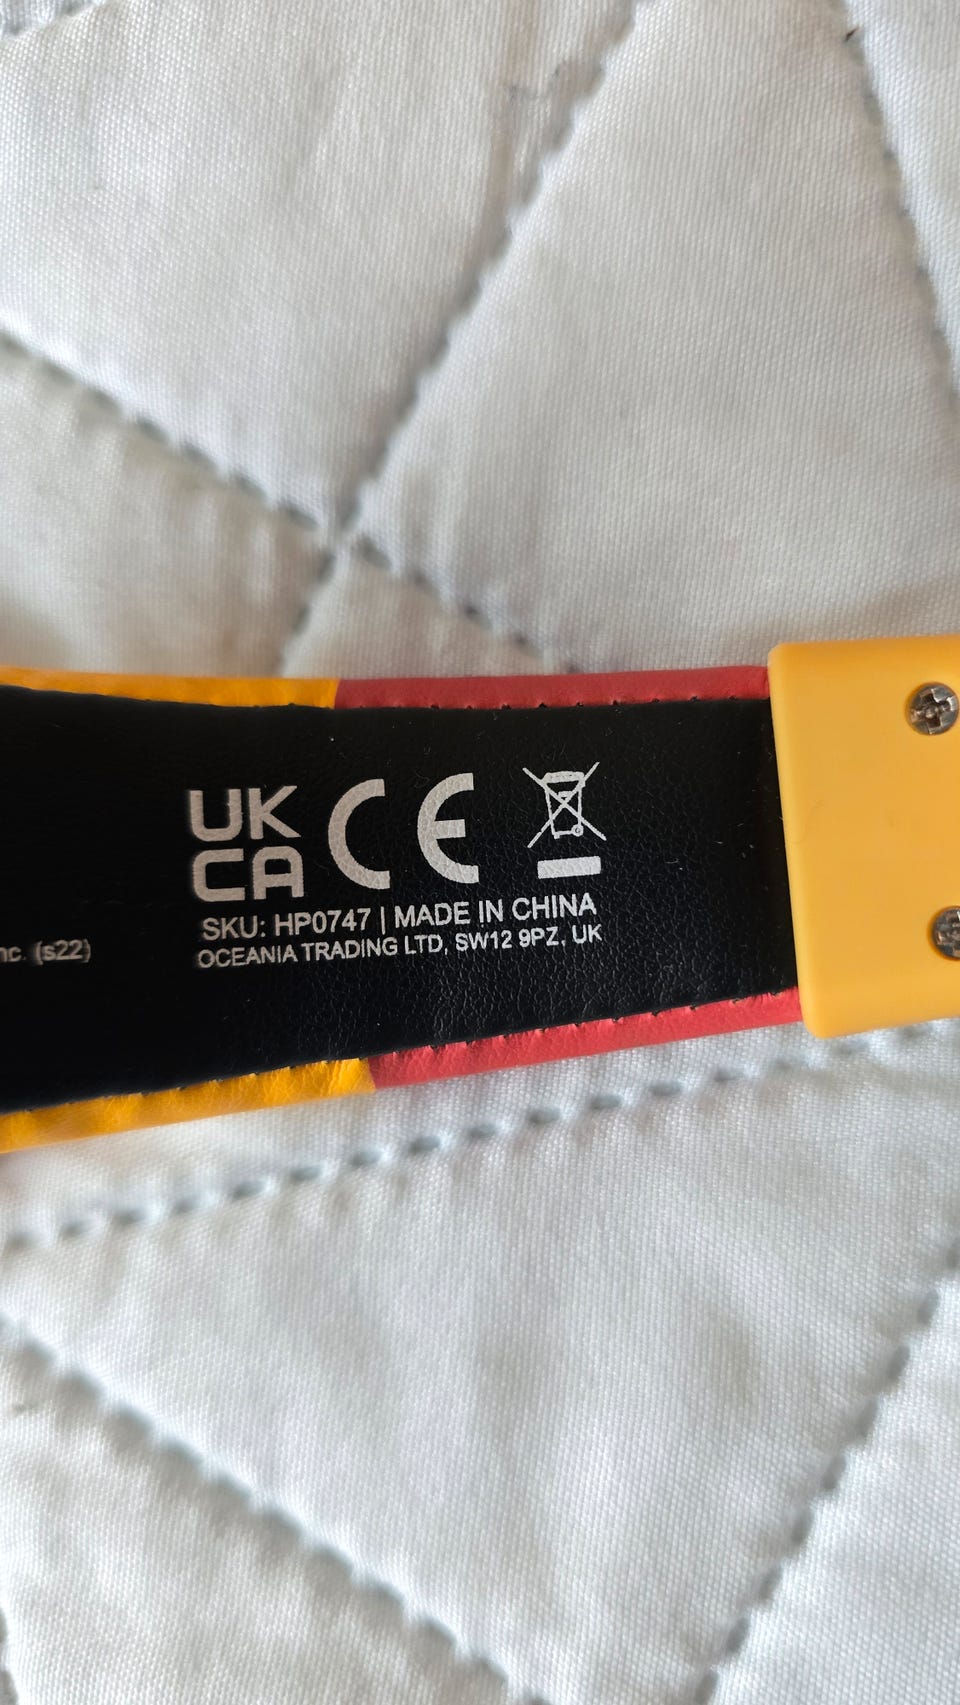 UK
CA CE
SKU: HP0747 | MADE IN CHINA
OCEANIA TRADING LTD, SW12 9PZ, UK
nc. (s22)